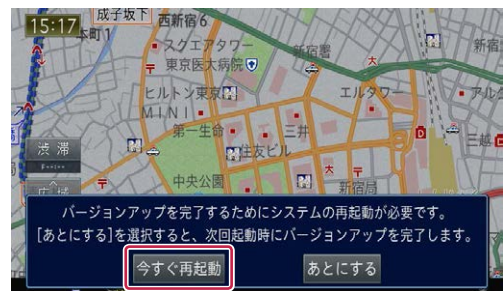 成子坂下
西新宿6
15:17
本町1
スクエアタワー
新宿署
新宿
東京医大病院
ヒルトン東京
エルタワー
アルタ
MINI
第一生命
三井
住友ビル
三越
渋滞
中央公園
新宿局
広域
バージョンアップを完了するためにシステムの再起動が必要です。
[あとにする]を選択すると、次回起動時にバージョンアップを完了します。
今すぐ再起動
あとにする